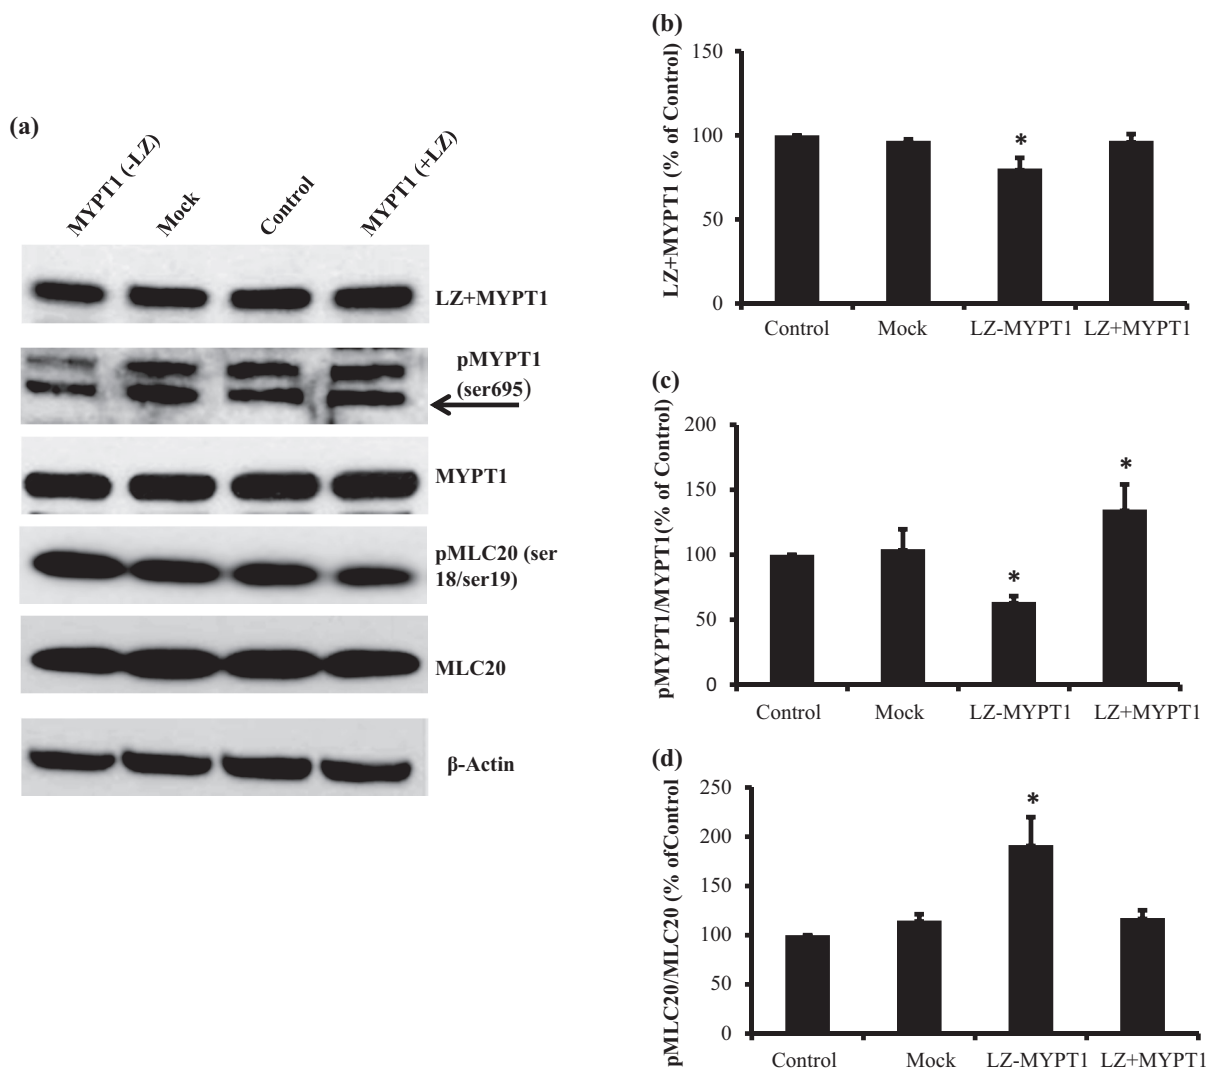 (a)
MYPT1 (-LZ)
Mock
Control
MYPT1 (+LZ)
LZ+MYPT1
pMYPT1
(ser695)
MYPT1
pMLC20 (ser
18/ser19)
MLC20
β-Actin
(b)
LZ+MYPT1 (% of Control)
150
100
50
0
*
Control
Mock
LZ-MYPT1
LZ+MYPT1
(c)
pMYPT1/MYPT1(% of Control)
200
150
100
50
0
*
*
Control
Mock
LZ-MYPT1
LZ+MYPT1
(d)
pMLC20/MLC20 (% ofControl
250
200
150
100
50
0
*
Control
Mock
LZ-MYPT1
LZ+MYPT1